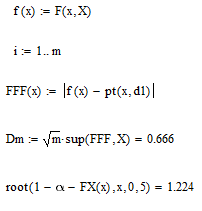 f(x) := F(x,X)
i := 1.. m
FFF(x) := |f(x) − pt(x,d1)|
Dm := √m·sup(FFF,X) = 0.666
root(1 − α − FX(x),x,0,5) = 1.224